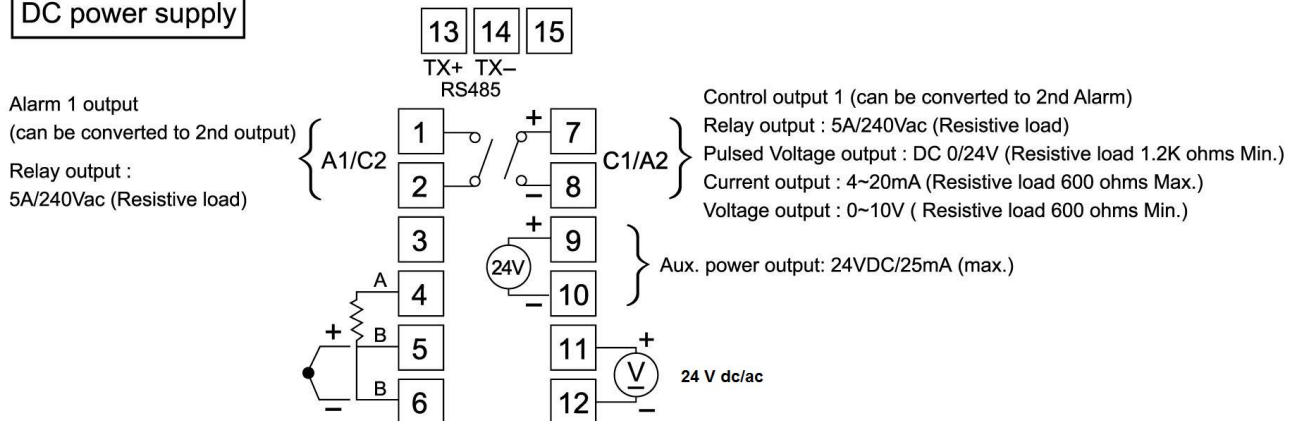 DC power supply
13 14 15
TX+ TX–
RS485
Alarm 1 output
(can be converted to 2nd output)
Relay output :
5A/240Vac (Resistive load)
A1/C2
1
2
3
A
4
+
B
5
B
6
–
+
7
8
–
C1/A2
Control output 1 (can be converted to 2nd Alarm)
Relay output : 5A/240Vac (Resistive load)
Pulsed Voltage output : DC 0/24V (Resistive load 1.2K ohms Min.)
Current output : 4~20mA (Resistive load 600 ohms Max.)
Voltage output : 0~10V ( Resistive load 600 ohms Min.)
+
9
24V
10
–
Aux. power output: 24VDC/25mA (max.)
11
+
V
24 V dc/ac
12
–